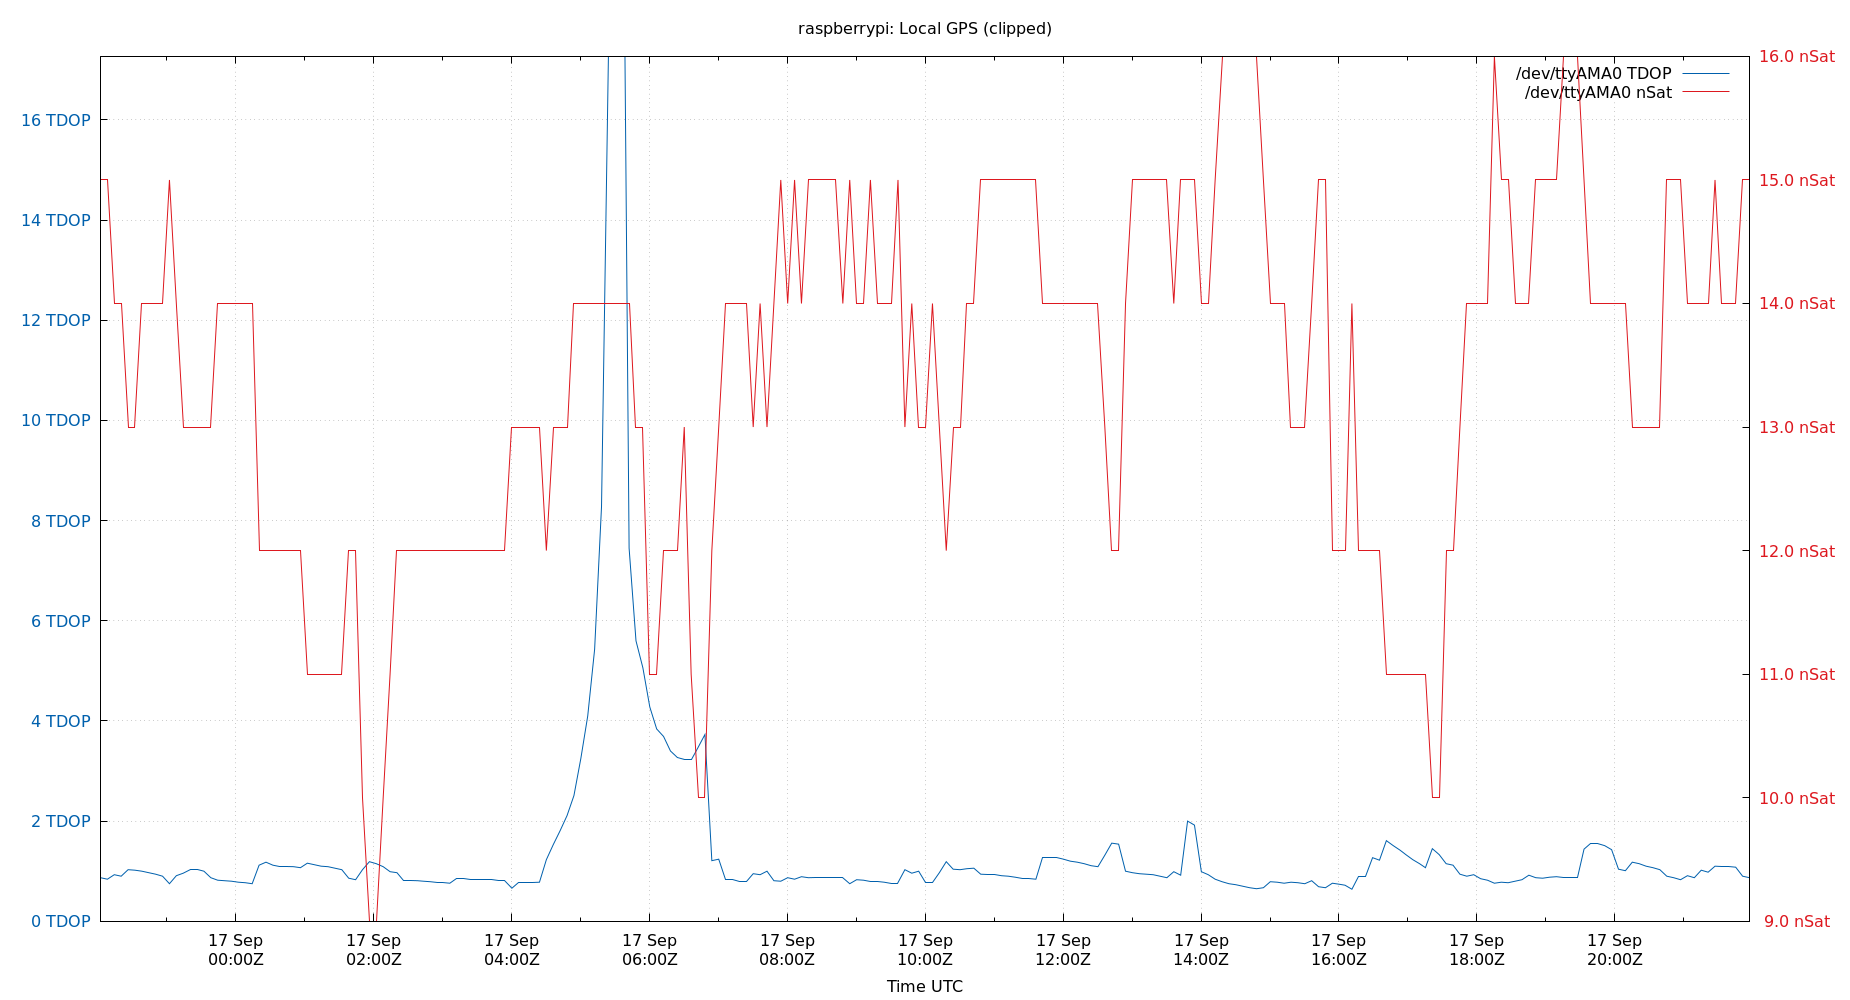 raspberrypi: Local GPS (clipped)
/dev/ttyAMA0 TDOP
/dev/ttyAMA0 nSat
16 TDOP
14 TDOP
12 TDOP
10 TDOP
8 TDOP
6 TDOP
4 TDOP
2 TDOP
0 TDOP
16.0 nSat
15.0 nSat
14.0 nSat
13.0 nSat
12.0 nSat
11.0 nSat
10.0 nSat
9.0 nSat
17 Sep
00:00Z
17 Sep
02:00Z
17 Sep
04:00Z
17 Sep
06:00Z
17 Sep
08:00Z
17 Sep
10:00Z
17 Sep
12:00Z
17 Sep
14:00Z
17 Sep
16:00Z
17 Sep
18:00Z
17 Sep
20:00Z
Time UTC